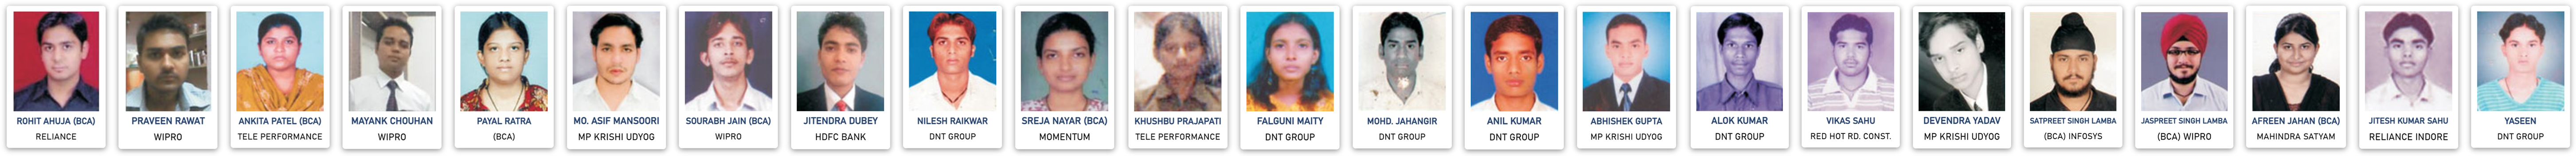 ROHIT AHUJA (BCA)
RELIANCE
PRAVEEN RAWAT
WIPRO
ANKITA PATEL (BCA)
TELE PERFORMANCE
MAYANK CHOUHAN
WIPRO
PAYAL RATRA
(BCA)
MO. ASIF MANSOORI
MP KRISHI UDYOG
SOURABH JAIN (BCA)
WIPRO
JITENDRA DUBEY
HDFC BANK
NILESH RAIKWAR
DNT GROUP
SREJA NAYAR (BCA)
MOMENTUM
KHUSHBU PRAJAPATI
TELE PERFORMANCE
FALGUNI MAITY
DNT GROUP
MOHD. JAHANGIR
DNT GROUP
ANIL KUMAR
DNT GROUP
ABHISHEK GUPTA
MP KRISHI UDYOG
ALOK KUMAR
DNT GROUP
VIKAS SAHU
RED HOT RD. CONST.
DEVENDRA YADAV
MP KRISHI UDYOG
SATPREET SINGH LAMBA
(BCA) INFOSYS
JASPREET SINGH LAMBA
(BCA) WIPRO
AFREEN JAHAN (BCA)
MAHINDRA SATYAM
JITESH KUMAR SAHU
RELIANCE INDORE
YASEEN
DNT GROUP